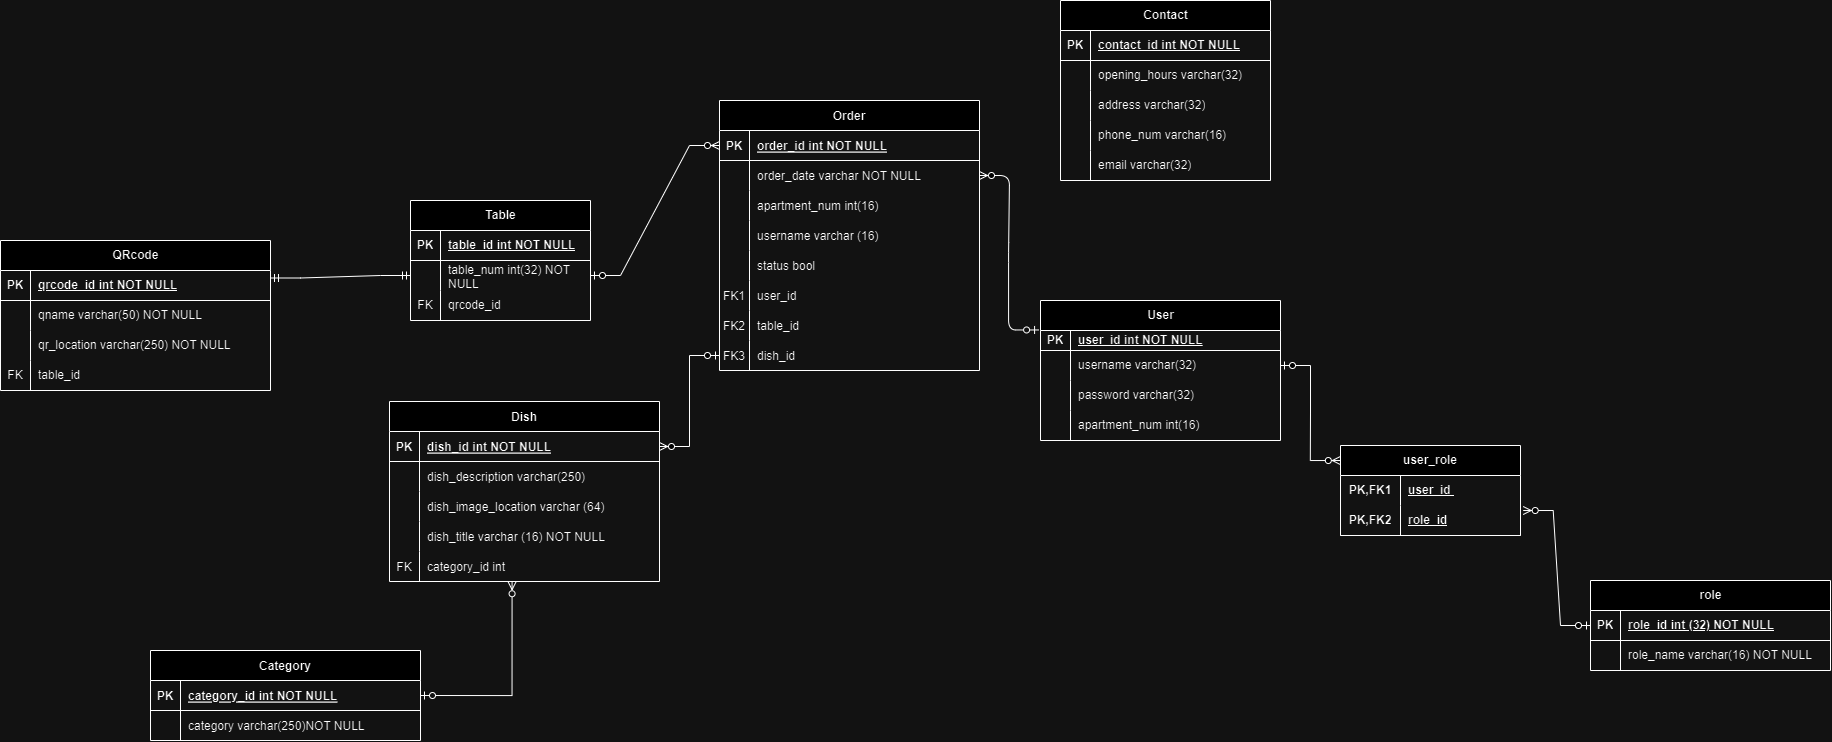 Contact
PK contact_id int NOT NULL
opening_hours varchar(32)
address varchar(32)
phone_num varchar(16)
email varchar(32)
Order
PK order_id int NOT NULL
order_date varchar NOT NULL
apartment_num int(16)
username varchar (16)
status bool
FK1 user_id
FK2 table_id
FK3 dish_id
Table
PK table_id int NOT NULL
table_num int(32) NOT
NULL
FK qrcode_id
QRcode
PK qrcode_id int NOT NULL
qname varchar(50) NOT NULL
qr_location varchar(250) NOT NULL
FK table_id
User
PK user_id int NOT NULL
username varchar(32)
password varchar(32)
apartment_num int(16)
Dish
PK dish_id int NOT NULL
dish_description varchar(250)
dish_image_location varchar (64)
dish_title varchar (16) NOT NULL
FK category_id int
user_role
PK,FK1 user_id
PK,FK2 role_id
role
PK role_id int (32) NOT NULL
role_name varchar(16) NOT NULL
Category
PK category_id int NOT NULL
category varchar(250)NOT NULL